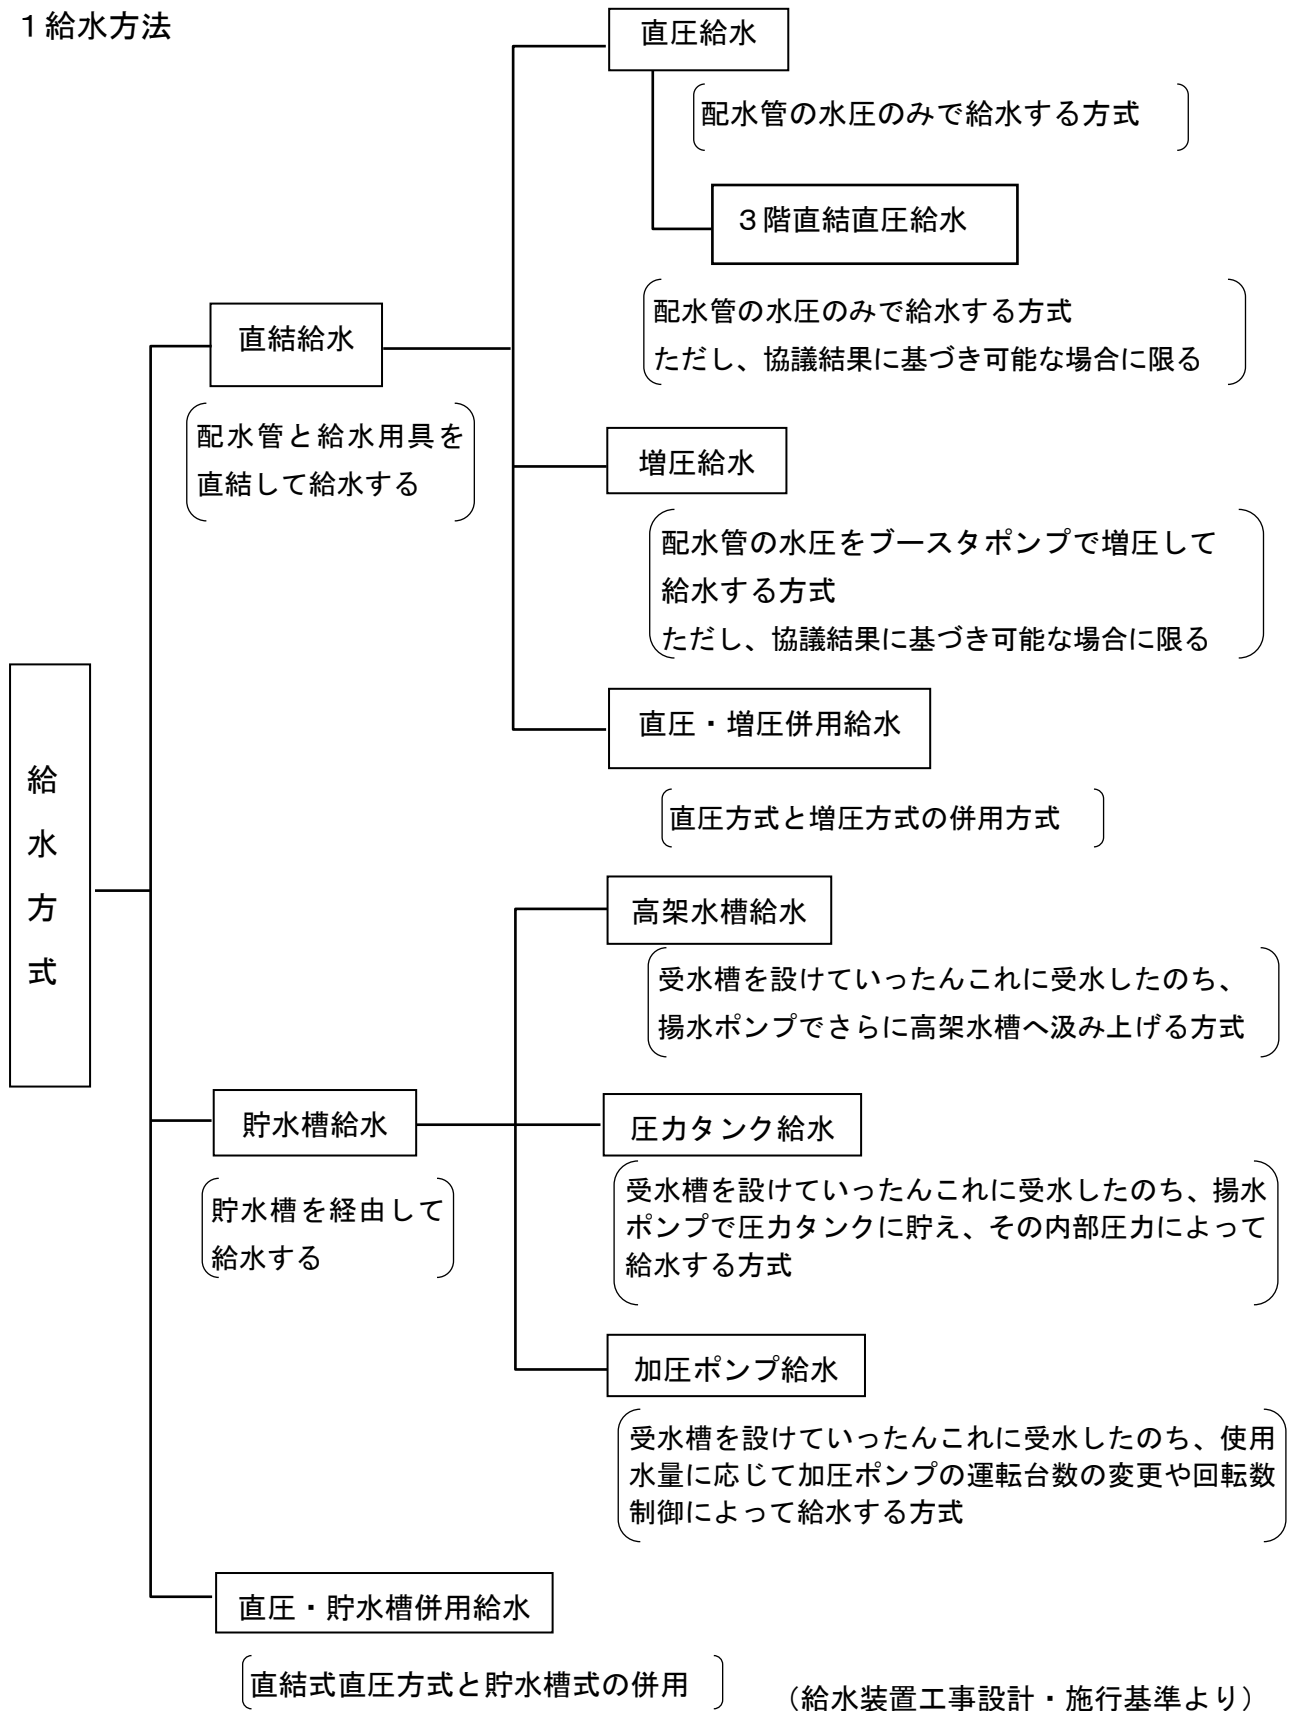 １給水方法
直圧給水
配水管の水圧のみで給水する方式
３階直結直圧給水
配水管の水圧のみで給水する方式
ただし、協議結果に基づき可能な場合に限る
直結給水
配水管と給水用具を
直結して給水する
増圧給水
配水管の水圧をブースタポンプで増圧して
給水する方式
ただし、協議結果に基づき可能な場合に限る
直圧・増圧併用給水
直圧方式と増圧方式の併用方式
給水方式
高架水槽給水
受水槽を設けていったんこれに受水したのち、
揚水ポンプでさらに高架水槽へ汲み上げる方式
貯水槽給水
貯水槽を経由して
給水する
圧力タンク給水
受水槽を設けていったんこれに受水したのち、揚水
ポンプで圧力タンクに貯え、その内部圧力によって
給水する方式
加圧ポンプ給水
受水槽を設けていったんこれに受水したのち、使用
水量に応じて加圧ポンプの運転台数の変更や回転数
制御によって給水する方式
直圧・貯水槽併用給水
直結式直圧方式と貯水槽式の併用
（給水装置工事設計・施行基準より）